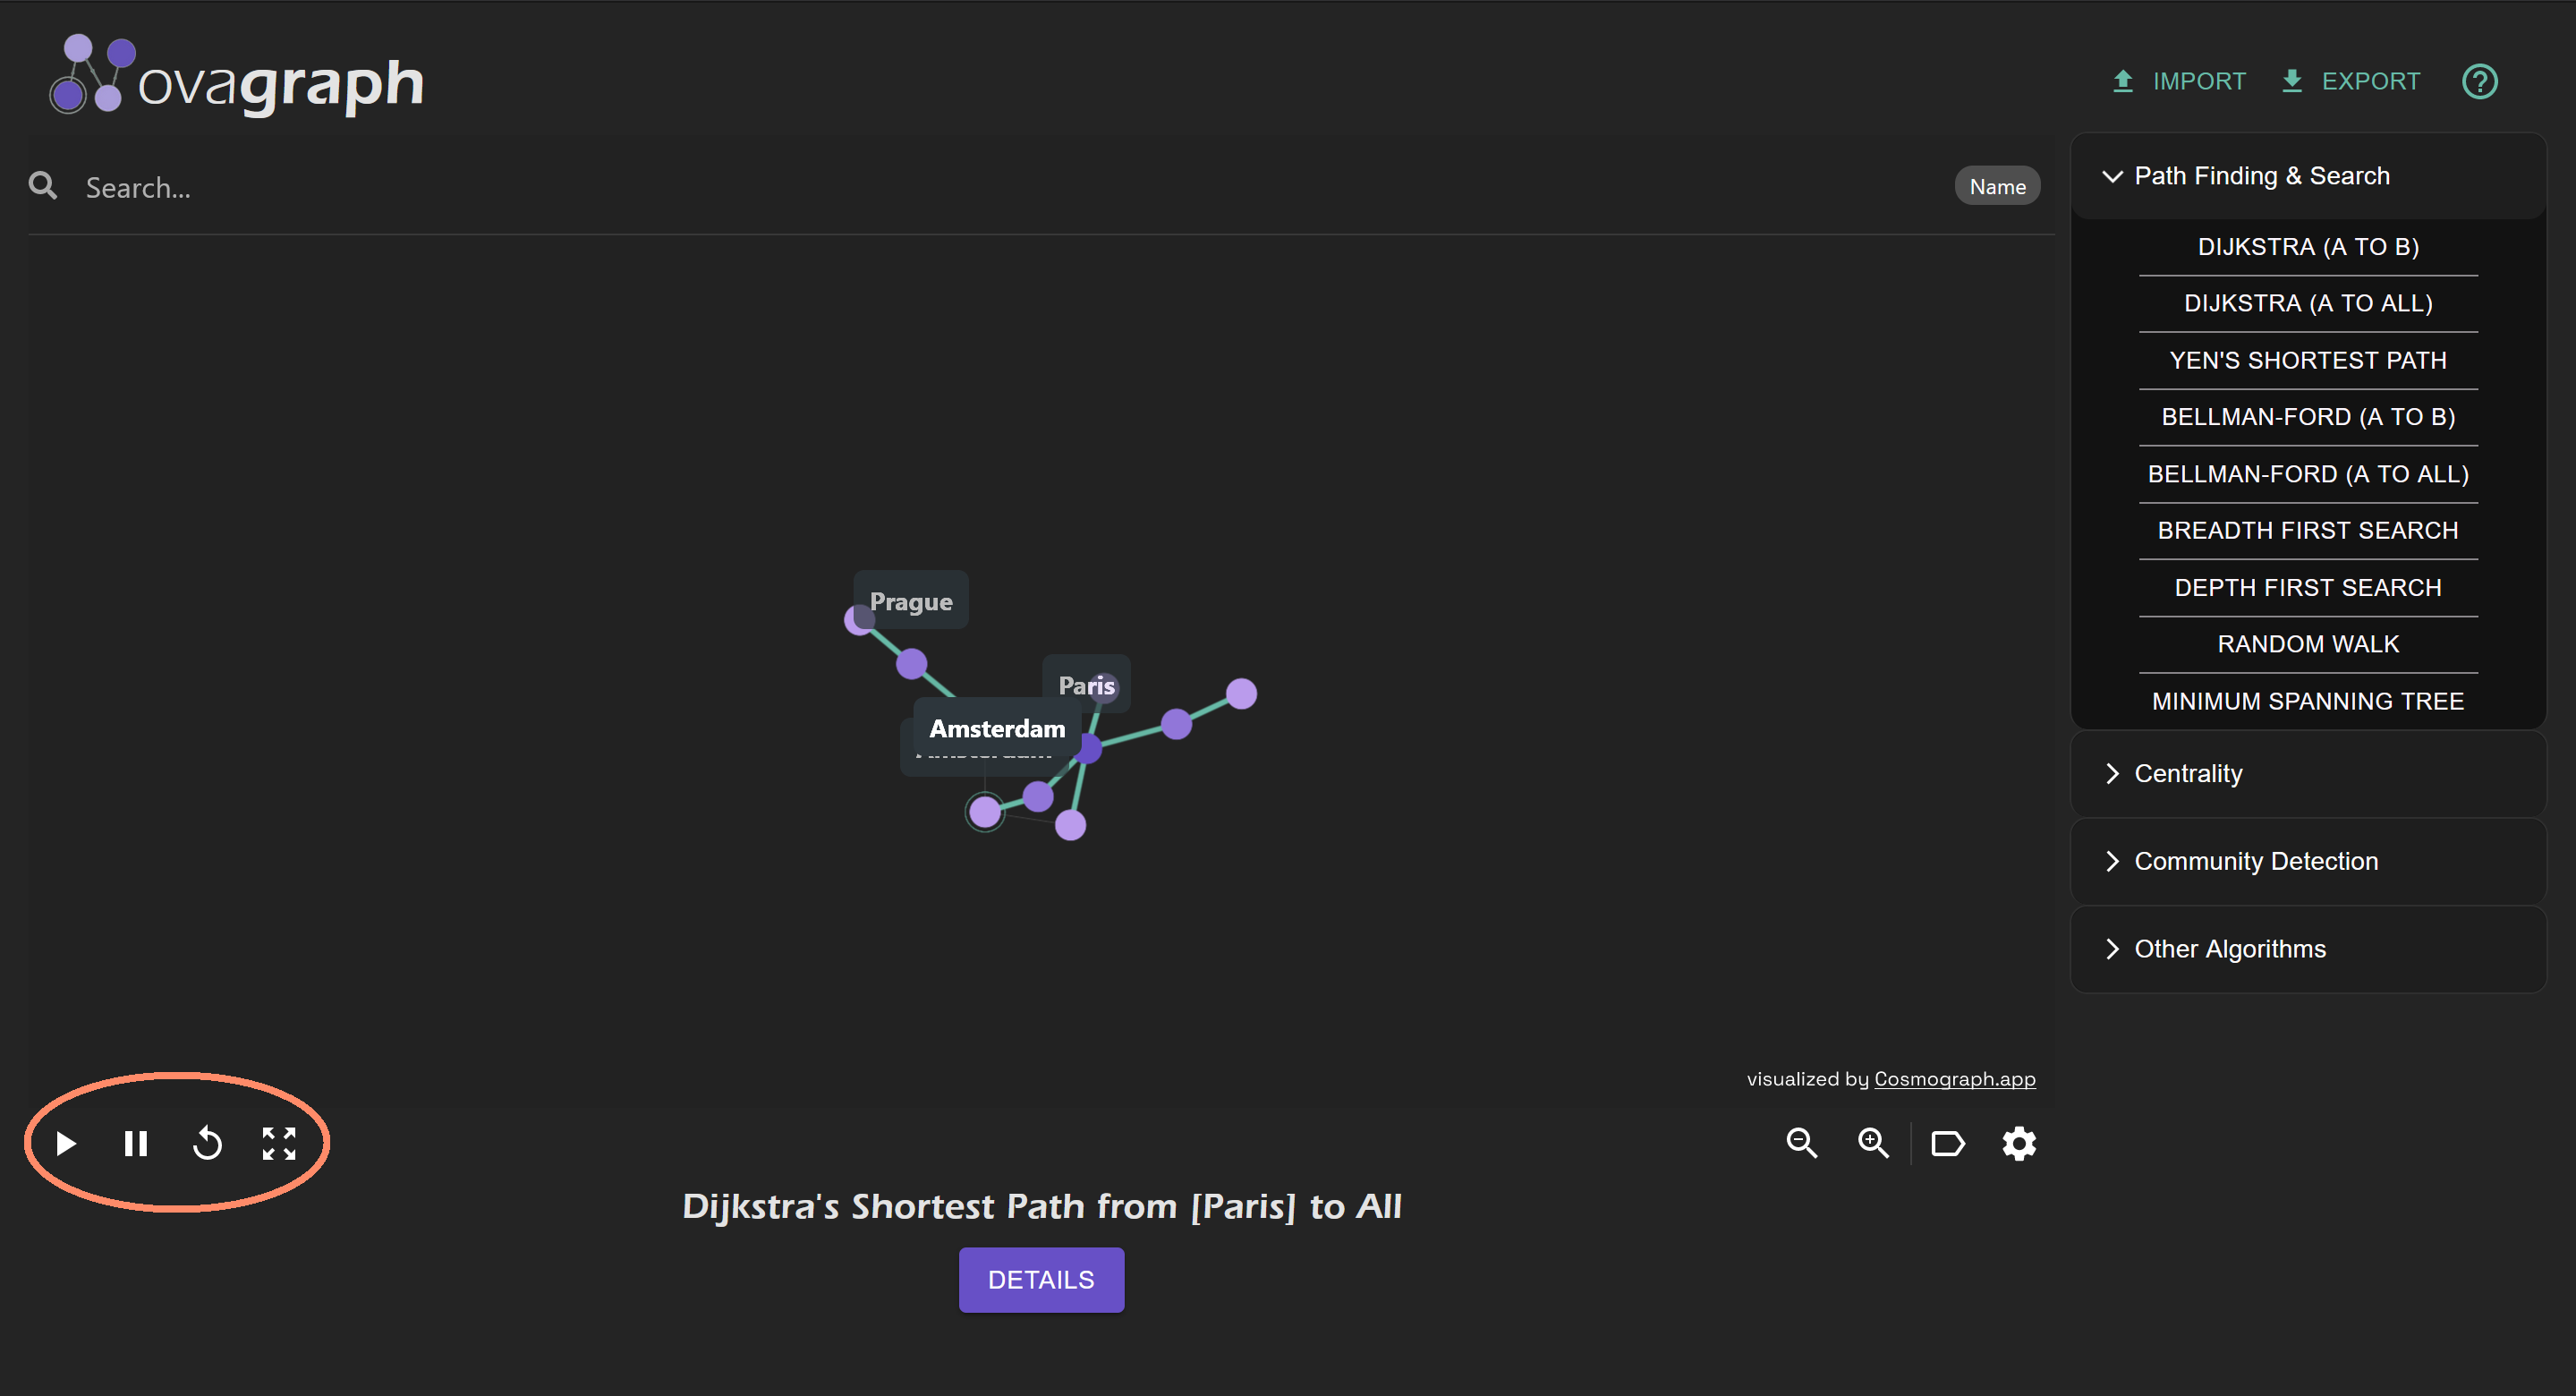 ovagraph
IMPORT
EXPORT
Search...
Name
Path Finding & Search
DIJKSTRA (A TO B)
DIJKSTRA (A TO ALL)
YEN'S SHORTEST PATH
BELLMAN-FORD (A TO B)
BELLMAN-FORD (A TO ALL)
BREADTH FIRST SEARCH
DEPTH FIRST SEARCH
RANDOM WALK
MINIMUM SPANNING TREE
Centrality
Community Detection
Other Algorithms
Prague
Paris
Amsterdam
visualized by Cosmograph.app
Dijkstra's Shortest Path from [Paris] to All
DETAILS